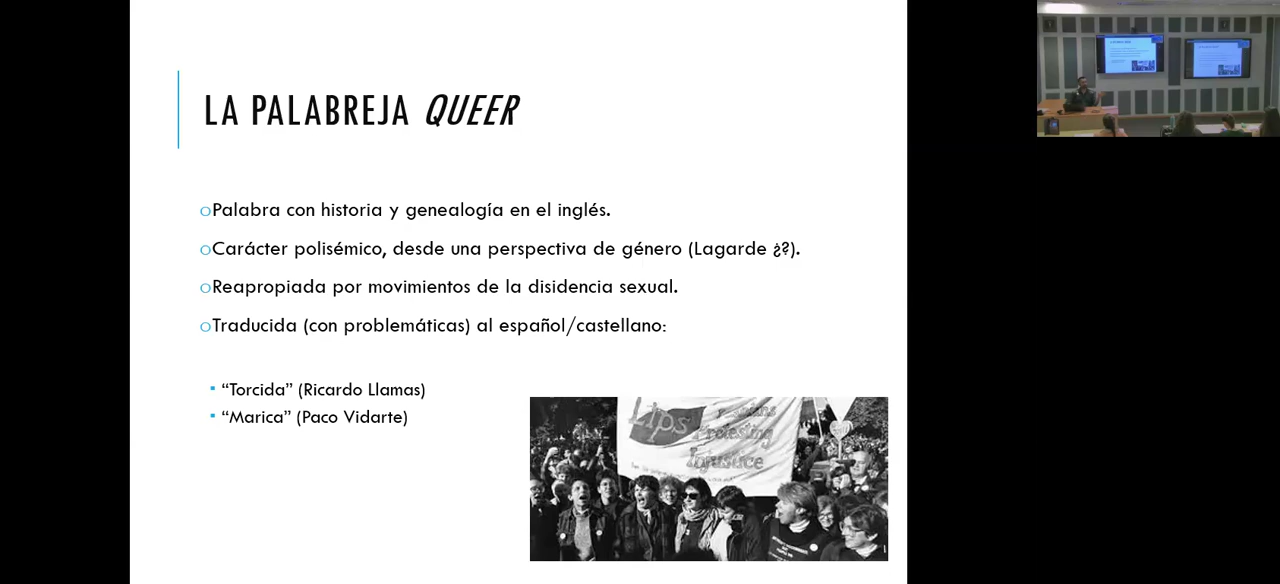 LA PALABREJA QUEER
Palabra con historia y genealogía en el inglés.
Carácter polisémico, desde una perspectiva de género (Lagarde ¿?).
Reapropiada por movimientos de la disidencia sexual.
Traducida (con problemáticas) al español/castellano:
“Torcida” (Ricardo Llamas)
“Marica” (Paco Vidarte)
Lips
Protesting
Injustice